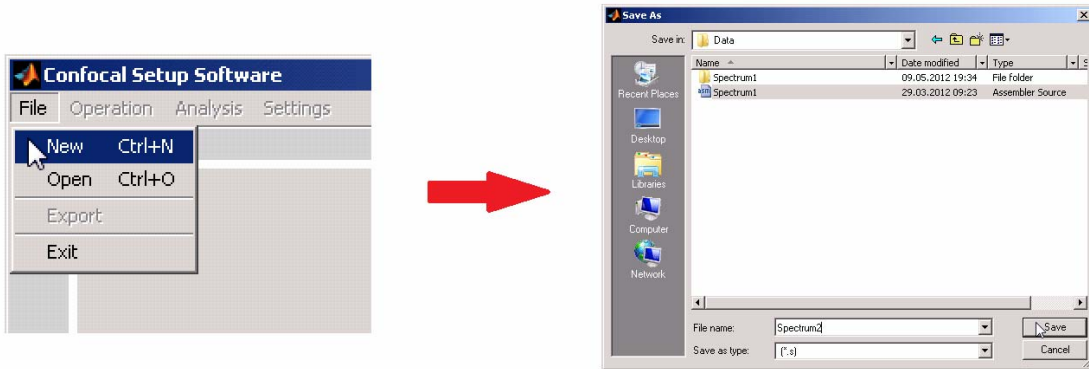 Confocal Setup Software
File Operation Analysis Settings
New Ctrl+N
Open Ctrl+O
Export
Exit
Save As
Save in: Data
Name Date modified Type S
Spectrum1 09.05.2012 19:34 File folder
Spectrum1 29.03.2012 09:23 Assembler Source
Recent Places
Desktop
Libraries
Computer
Network
File name: Spectrum2 Save
Save as type: (*.s) Cancel